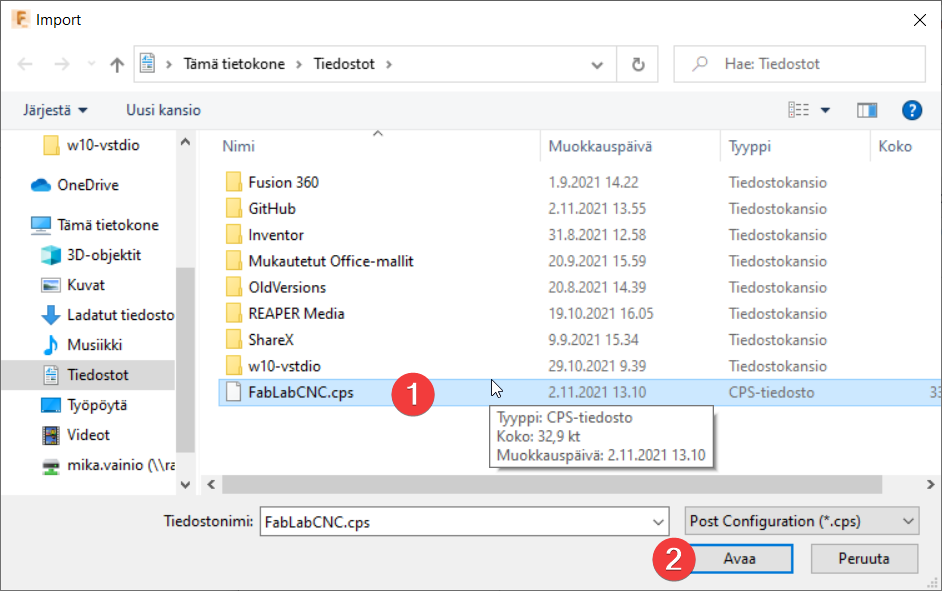 F Import
Tämä tietokone Tiedostot
Hae: Tiedostot
Järjestä Uusi kansio
?
w10-vstdio
OneDrive
Tämä tietokone
3D-objektit
Kuvat
Ladatut tiedosto
Musiikki
Tiedostot
Työpöytä
Videot
mika.vainio (\\ra
Nimi Muokkauspäivä Tyyppi Koko
Fusion 360 1.9.2021 14.22 Tiedostokansio
GitHub 2.11.2021 13.55 Tiedostokansio
Inventor 31.8.2021 12.58 Tiedostokansio
Mukautetut Office-mallit 20.9.2021 15.59 Tiedostokansio
OldVersions 20.8.2021 14.39 Tiedostokansio
REAPER Media 19.10.2021 16.05 Tiedostokansio
ShareX 9.9.2021 15.34 Tiedostokansio
w10-vstdio 29.10.2021 9.39 Tiedostokansio
FabLabCNC.cps 1 2.11.2021 13.10 CPS-tiedosto 33
Tyyppi: CPS-tiedosto
Koko: 32,9 kt
Muokkauspäivä: 2.11.2021 13.10
Tiedostonimi: FabLabCNC.cps Post Configuration (*.cps)
2 Avaa Peruuta